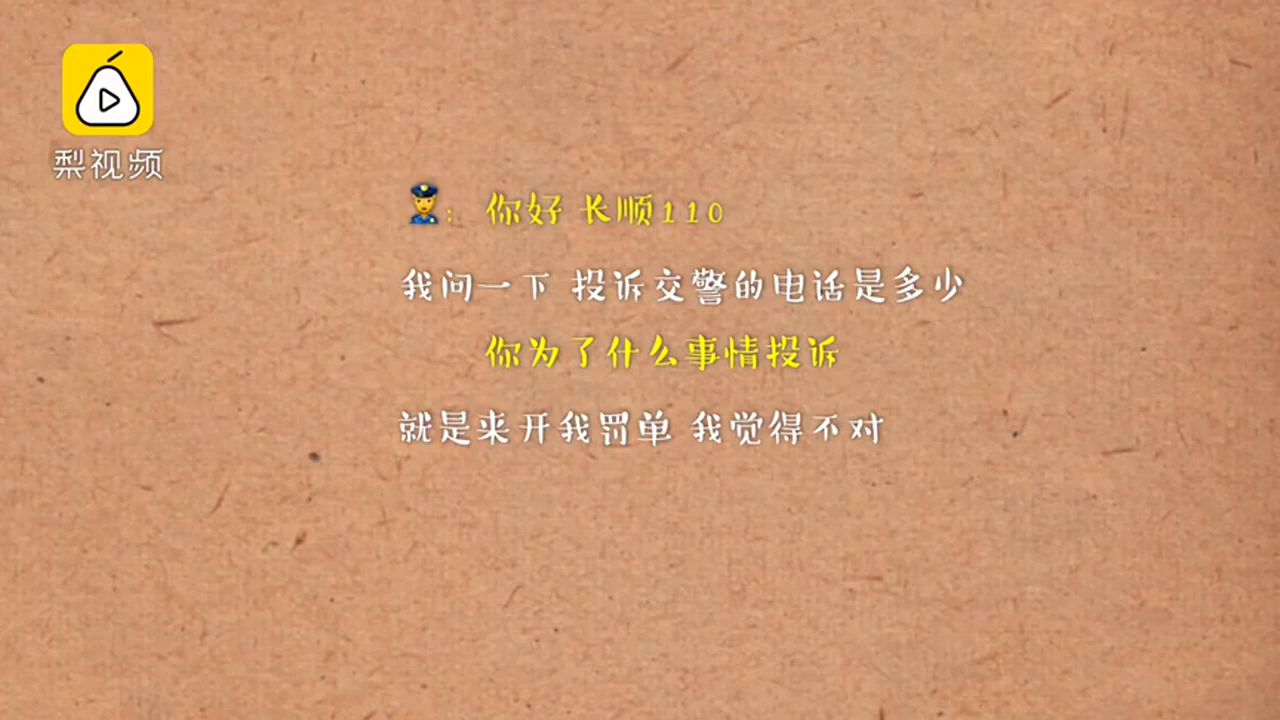 梨视频
： 你好 长顺110
我问一下 投诉交警的电话是多少
你为了什么事情投诉
就是来开我罚单 我觉得不对